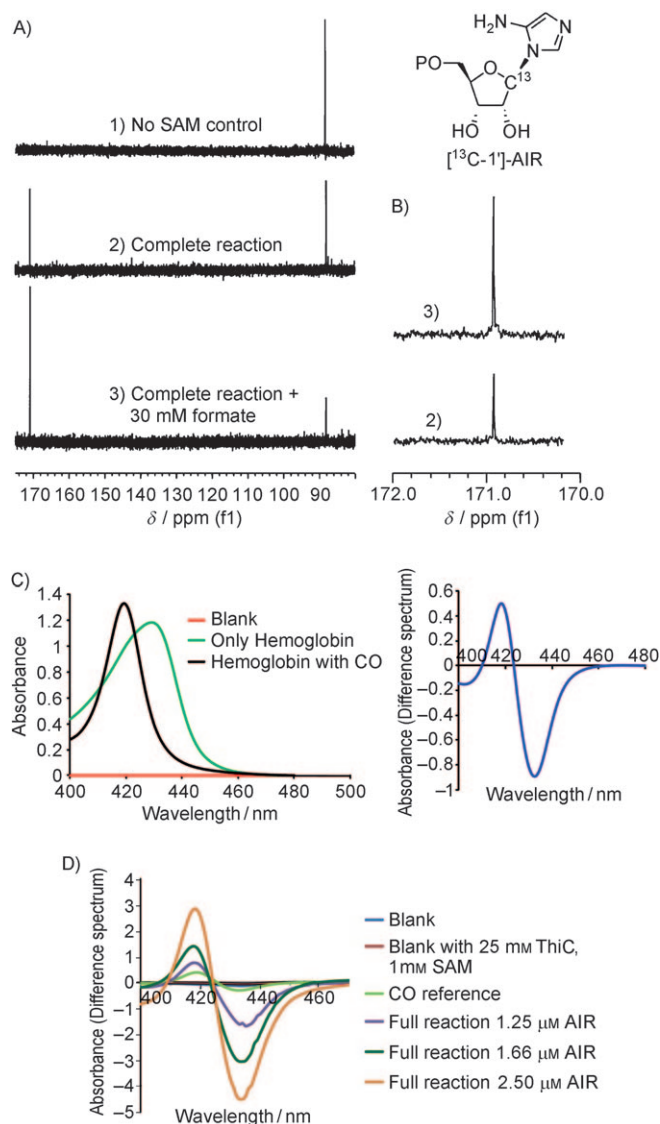 A)
1) No SAM control
2) Complete reaction
3) Complete reaction +
30 mM formate
170 160 150 140 130 120 110 100 90
δ / ppm (f1)
H2N
N
N
PO
O
C13
HO OH
[13C-1']-AIR
B)
3)
2)
172.0 171.0 170.0
δ / ppm (f1)
C)
1.4
1.2
1
0.8
0.6
0.4
0.2
0
Absorbance
Blank
Only Hemoglobin
Hemoglobin with CO
400 420 440 460 480 500
Wavelength / nm
Absorbance (Difference spectrum)
0.6
0.4
0.2
0
–0.2
–0.4
–0.6
–0.8
–1
400 420 440 460 480
Wavelength / nm
D)
Absorbance (Difference spectrum)
4
3
2
1
0
–1
–2
–3
–4
–5
400 420 440 460
Wavelength / nm
Blank
Blank with 25 mM ThiC,
1mM SAM
CO reference
Full reaction 1.25 μM AIR
Full reaction 1.66 μM AIR
Full reaction 2.50 μM AIR